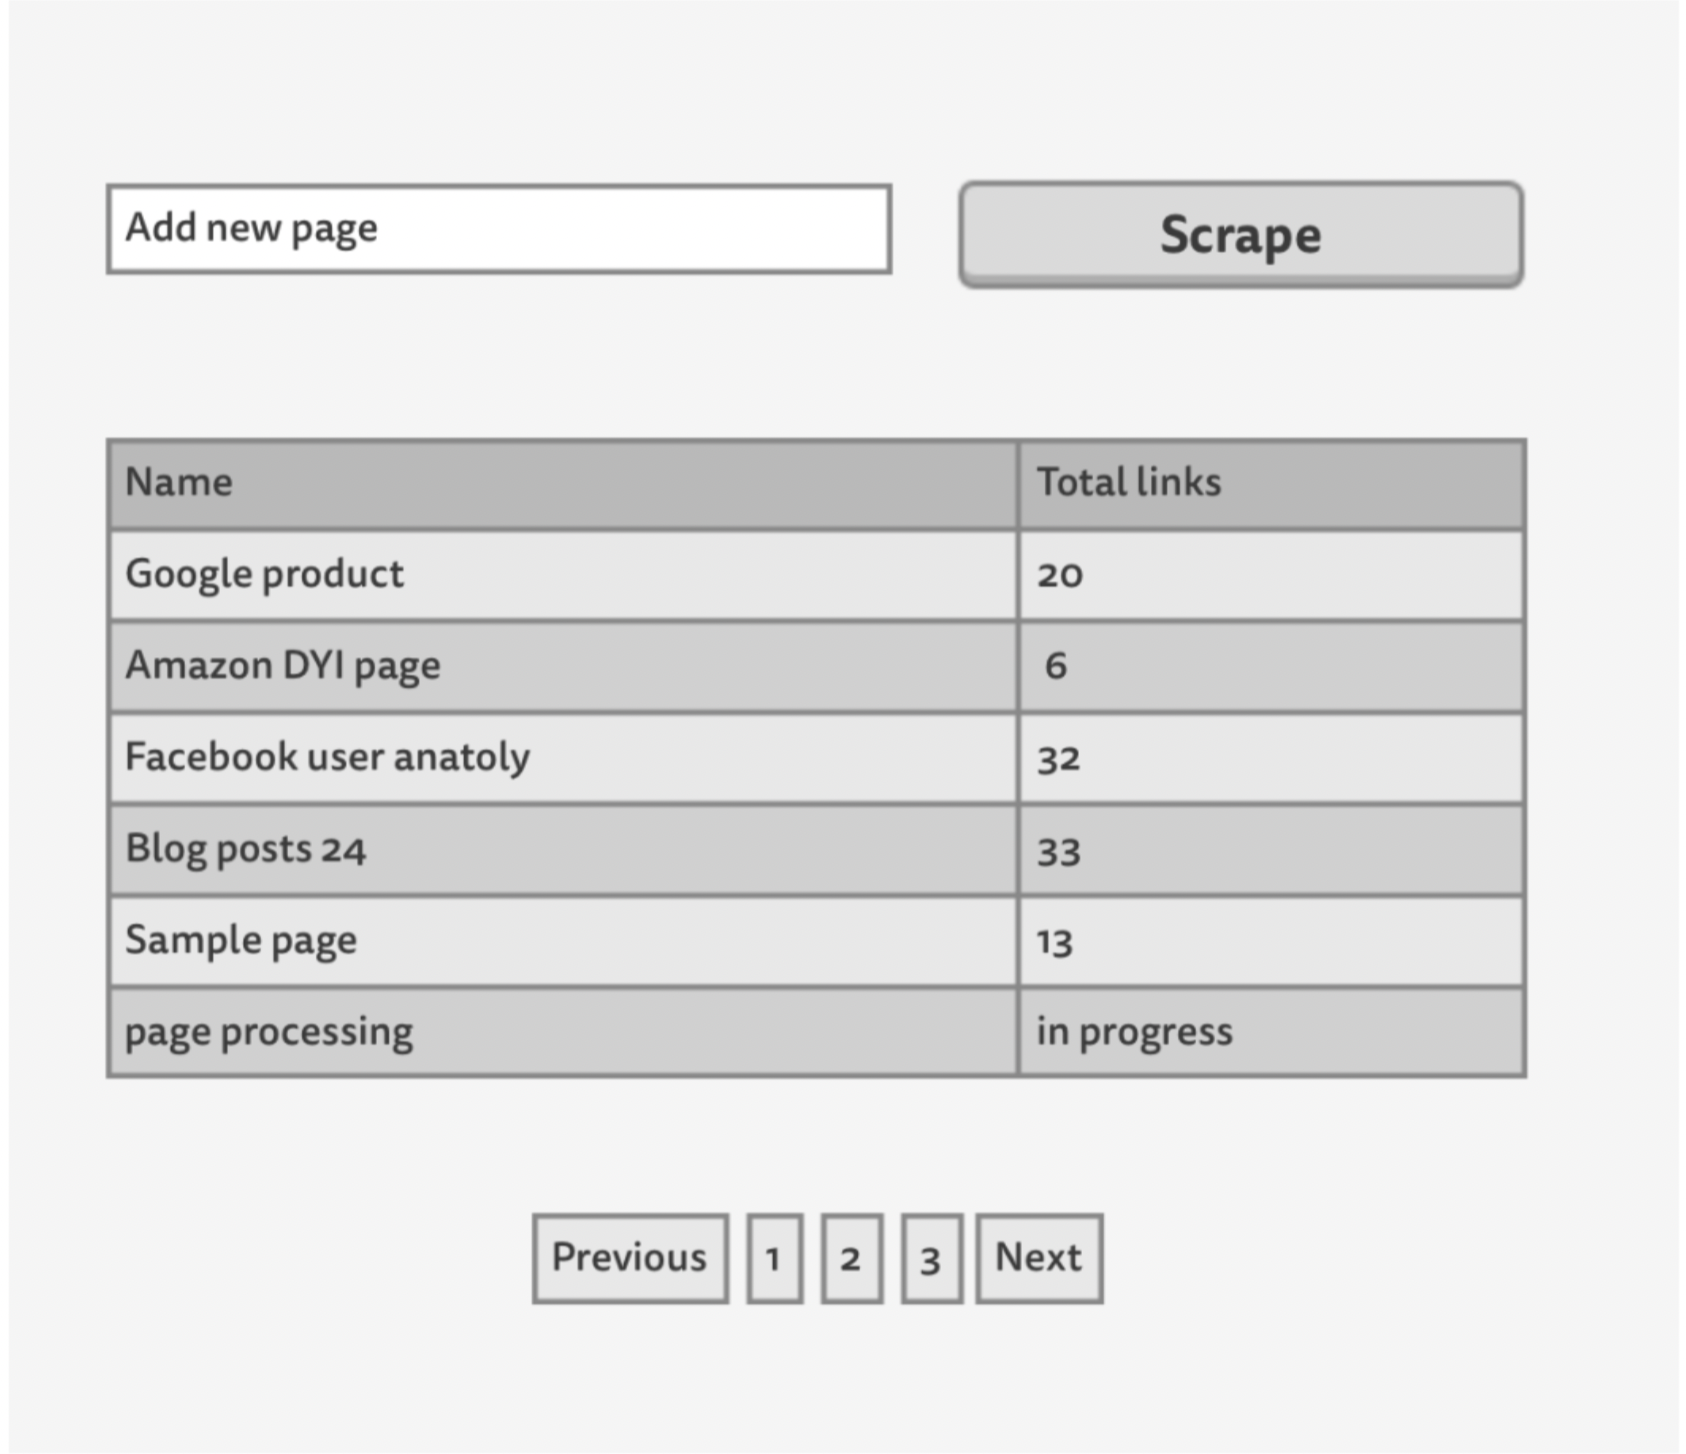 Add new page
Scrape
Name Total links
Google product 20
Amazon DYI page 6
Facebook user anatoly 32
Blog posts 24 33
Sample page 13
page processing in progress
Previous 1 2 3 Next